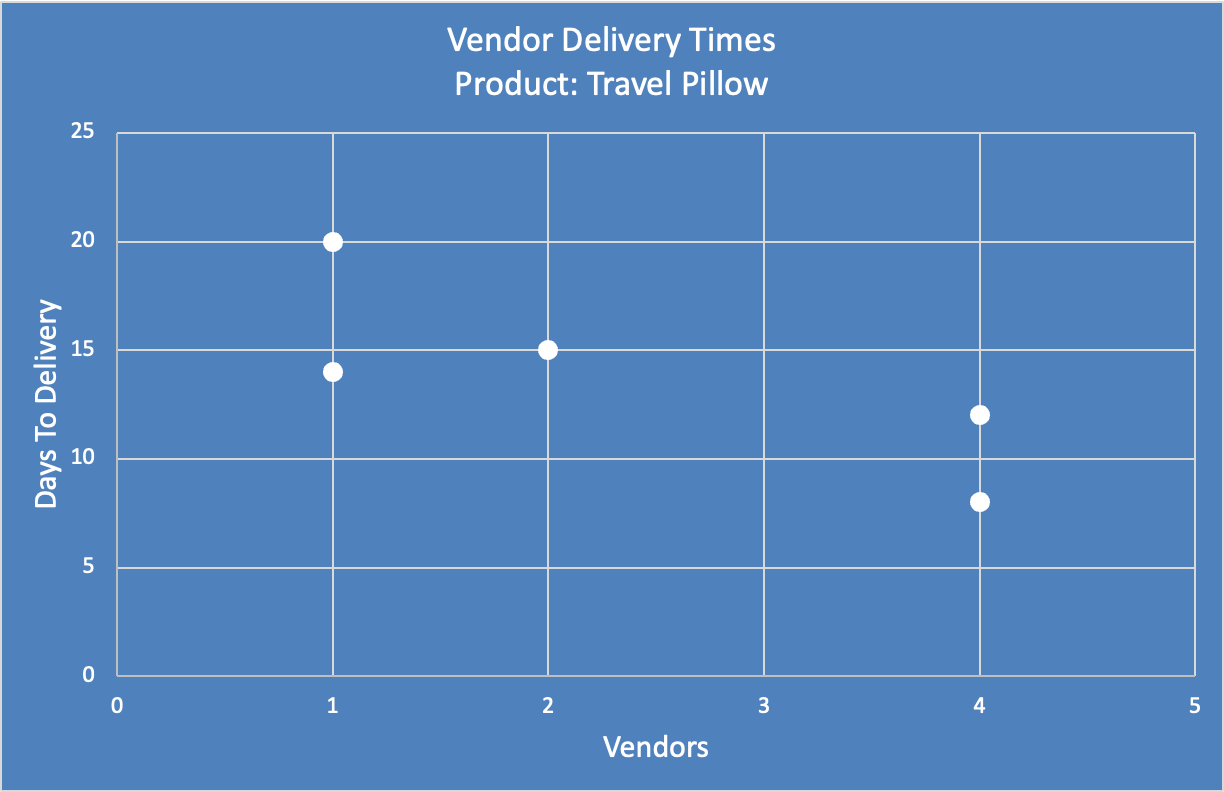 Vendor Delivery Times
Product: Travel Pillow
25
20
15
10
5
0
Days To Delivery
0 1 2 3 4 5
Vendors